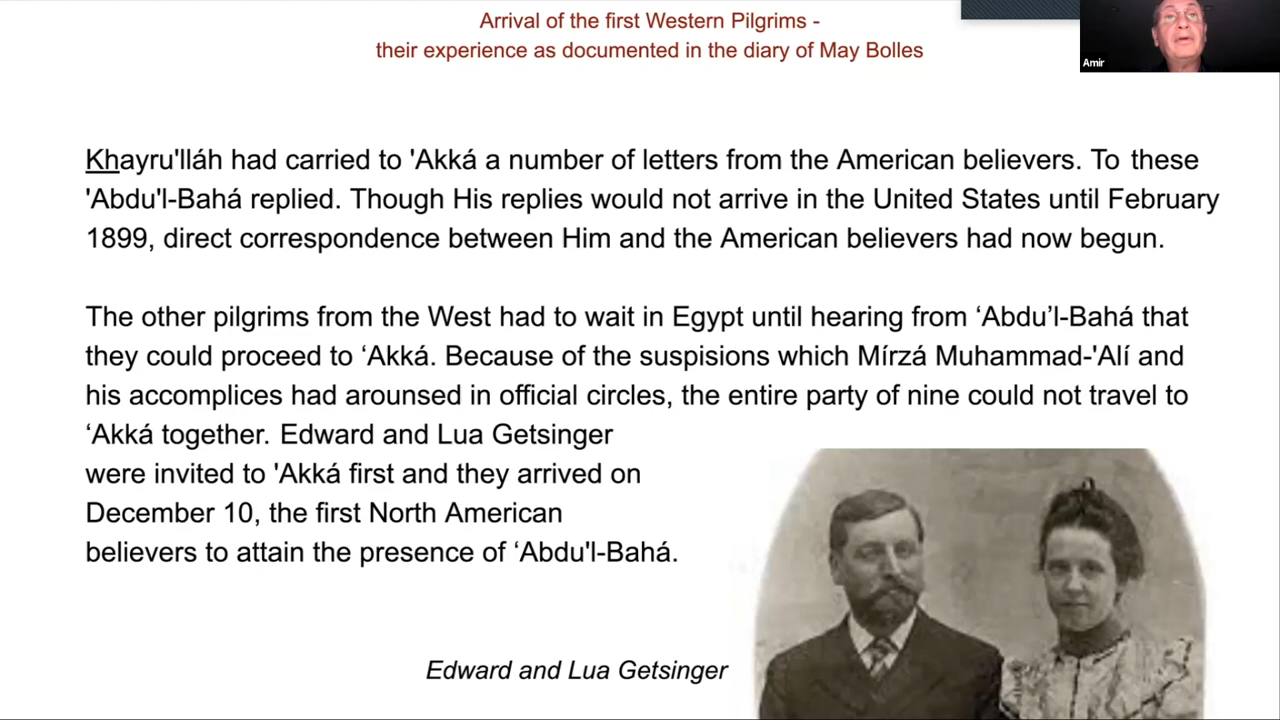 Arrival of the first Western Pilgrims -
their experience as documented in the diary of May Bolles
Amir
Khayru'lláh had carried to 'Akká a number of letters from the American believers. To these
'Abdu'l-Bahá replied. Though His replies would not arrive in the United States until February
1899, direct correspondence between Him and the American believers had now begun.
The other pilgrims from the West had to wait in Egypt until hearing from ‘Abdu’l-Bahá that
they could proceed to ‘Akká. Because of the suspisions which Mírzá Muhammad-'Alí and
his accomplices had arounsed in official circles, the entire party of nine could not travel to
‘Akká together. Edward and Lua Getsinger
were invited to 'Akká first and they arrived on
December 10, the first North American
believers to attain the presence of ‘Abdu'l-Bahá.
Edward and Lua Getsinger